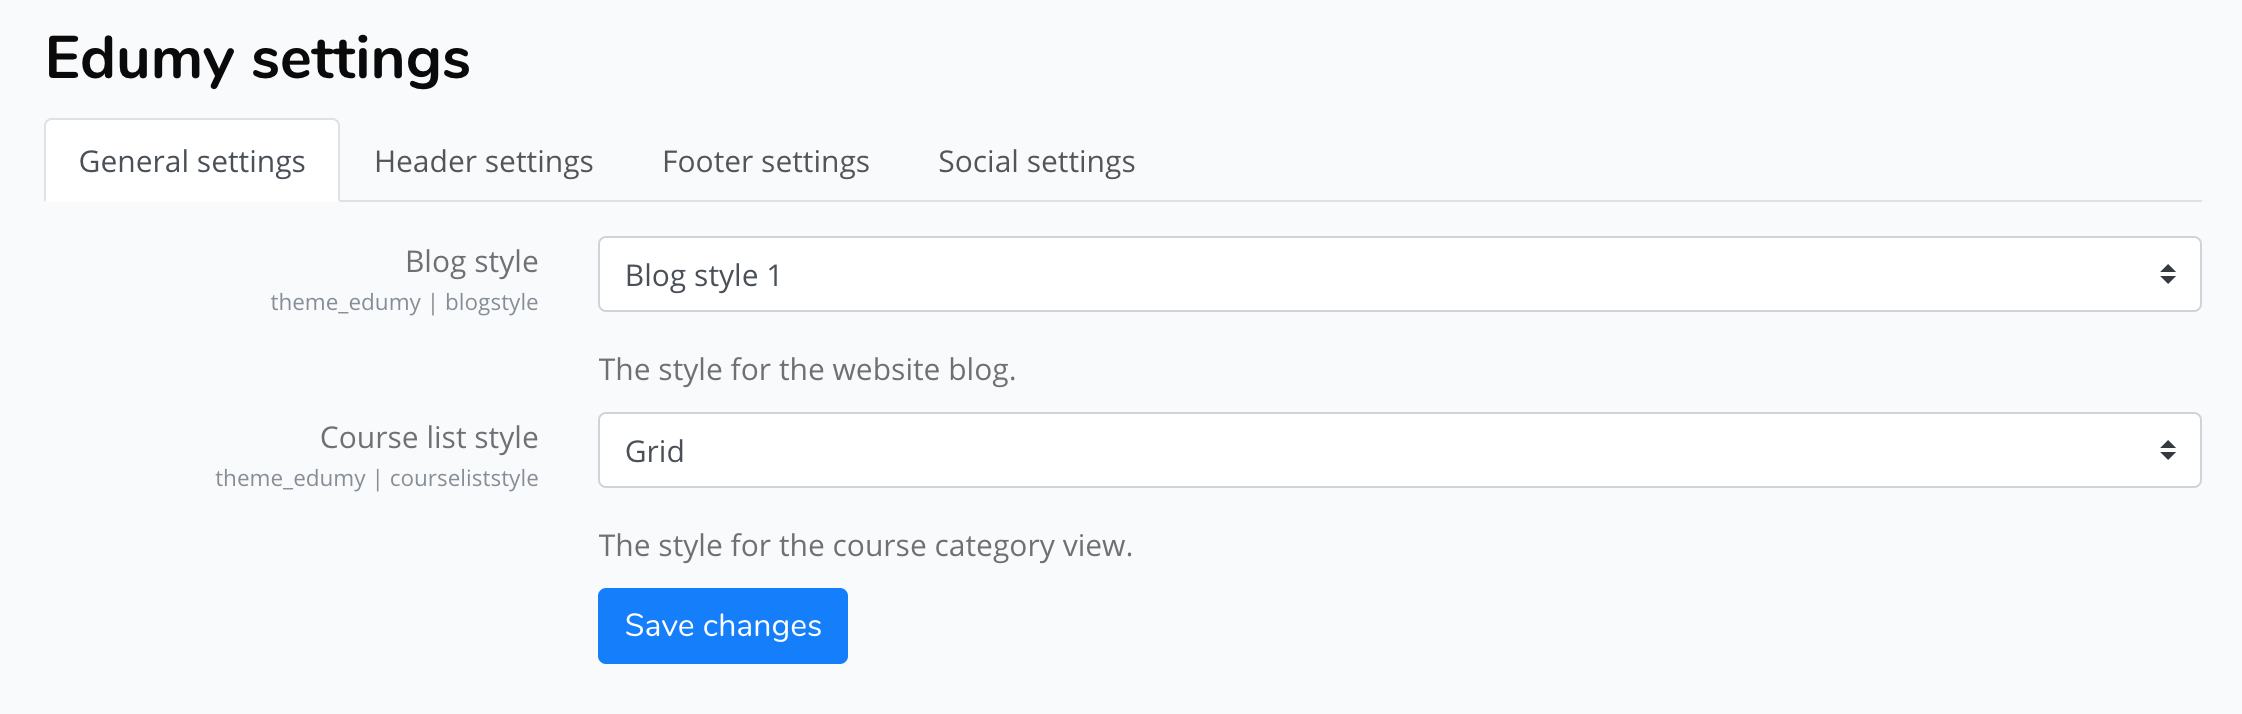 Edumy settings
General settings Header settings Footer settings Social settings
Blog style
Blog style 1
theme_edumy | blogstyle
The style for the website blog.
Course list style
Grid
theme_edumy | courseliststyle
The style for the course category view.
Save changes